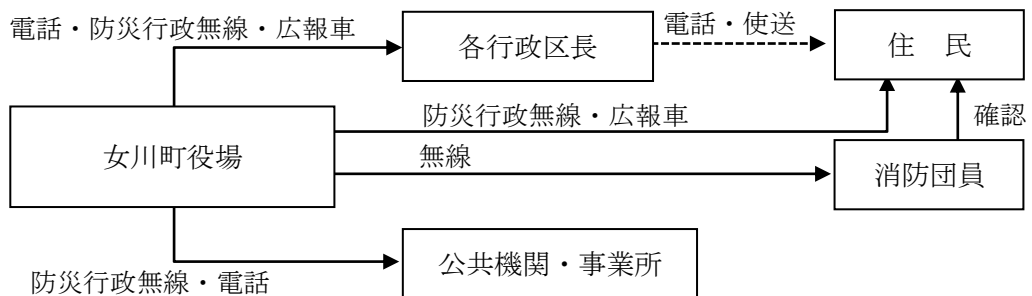 電話・防災行政無線・広報車
各行政区長
電話・使送
住 民
防災行政無線・広報車
確認
女川町役場
無線
消防団員
公共機関・事業所
防災行政無線・電話